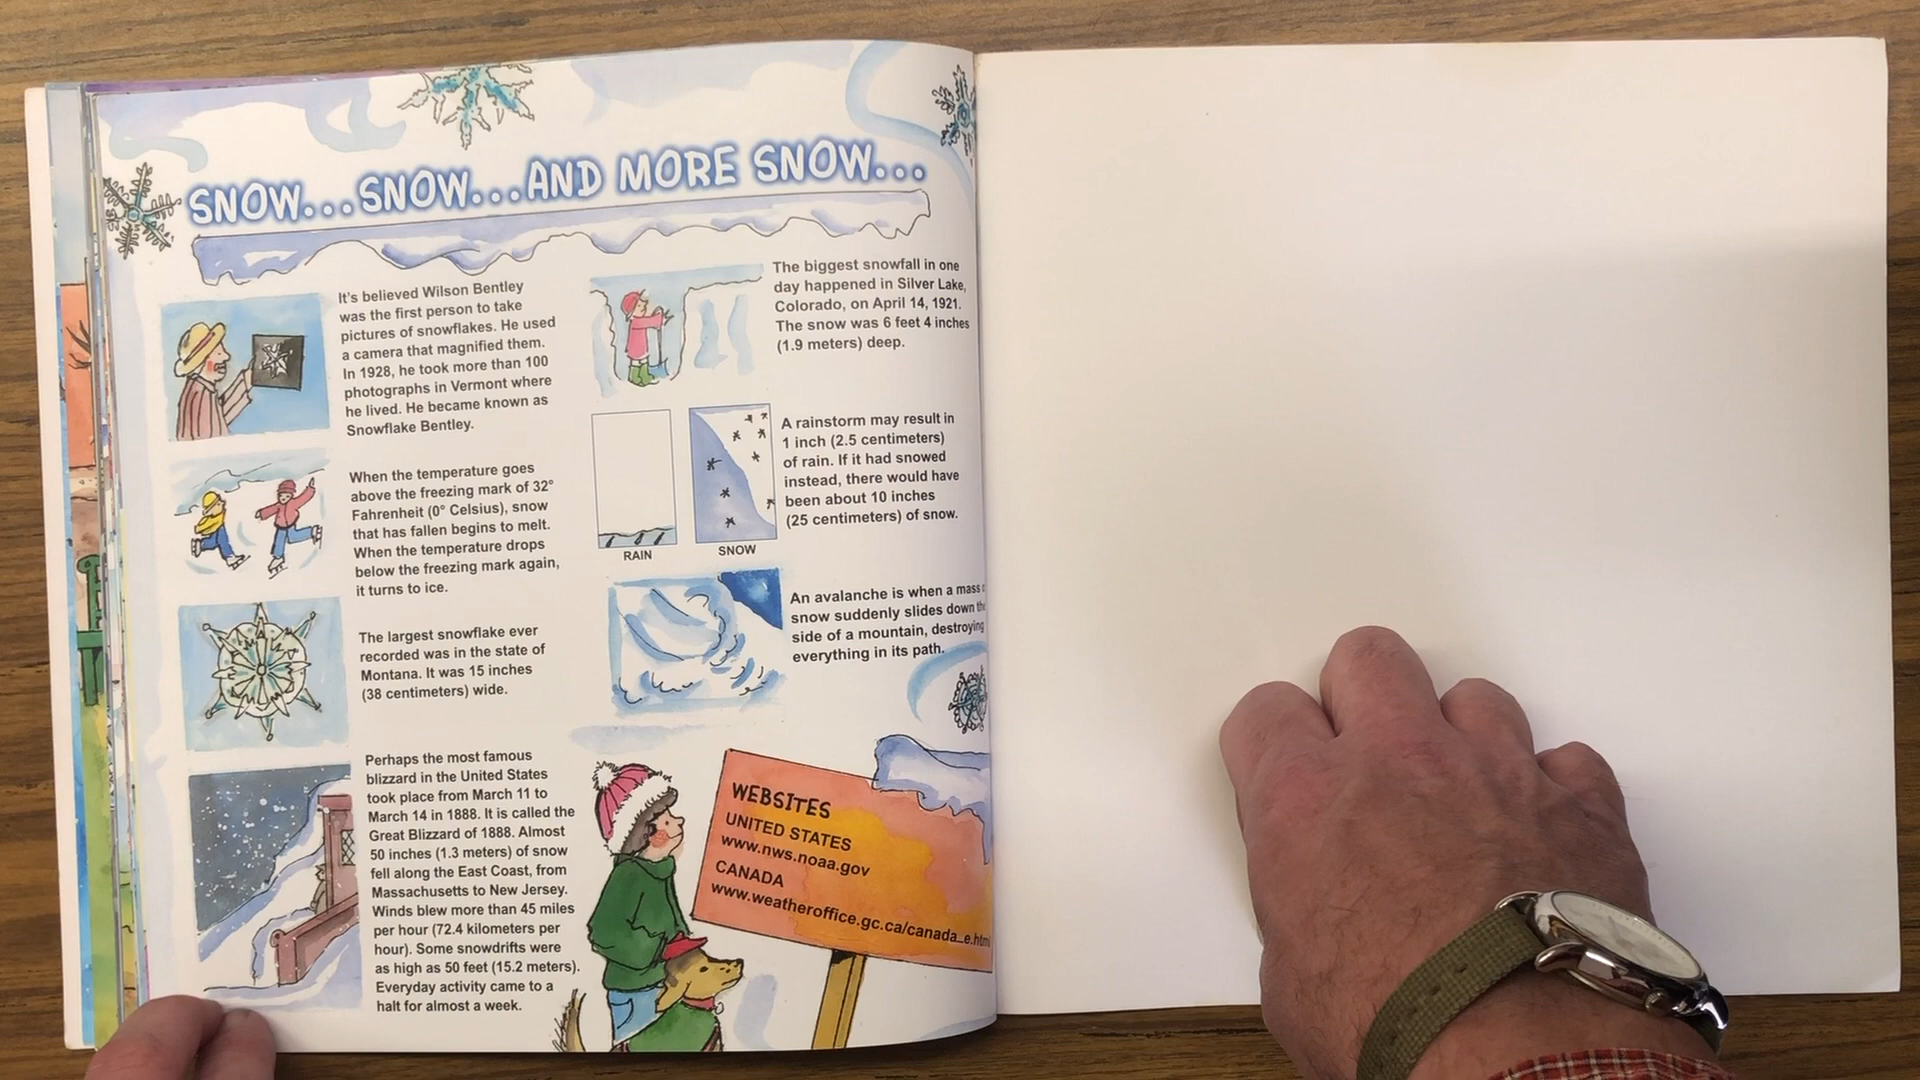 SNOW...SNOW...AND MORE SNOW...
It's believed Wilson Bentley
was the first person to take
pictures of snowflakes. He used
a camera that magnified them.
In 1928, he took more than 100
photographs in Vermont where
he lived. He became known as
Snowflake Bentley.
When the temperature goes
above the freezing mark of 32°
Fahrenheit (0° Celsius), snow
that has fallen begins to melt.
When the temperature drops
below the freezing mark again,
it turns to ice.
The largest snowflake ever
recorded was in the state of
Montana. It was 15 inches
(38 centimeters) wide.
Perhaps the most famous
blizzard in the United States
took place from March 11 to
March 14 in 1888. It is called the
Great Blizzard of 1888. Almost
50 inches (1.3 meters) of snow
fell along the East Coast, from
Massachusetts to New Jersey.
Winds blew more than 45 miles
per hour (72.4 kilometers per
hour). Some snowdrifts were
as high as 50 feet (15.2 meters).
Everyday activity came to a
halt for almost a week.
The biggest snowfall in one
day happened in Silver Lake,
Colorado, on April 14, 1921.
The snow was 6 feet 4 inches
(1.9 meters) deep.
RAIN
SNOW
A rainstorm may result in
1 inch (2.5 centimeters)
of rain. If it had snowed
instead, there would have
been about 10 inches
(25 centimeters) of snow.
An avalanche is when a mass
snow suddenly slides down the
side of a mountain, destroying
everything in its path.
WEBSITES
UNITED STATES
www.nws.noaa.gov
CANADA
www.weatheroffice.gc.ca/canada_e.html